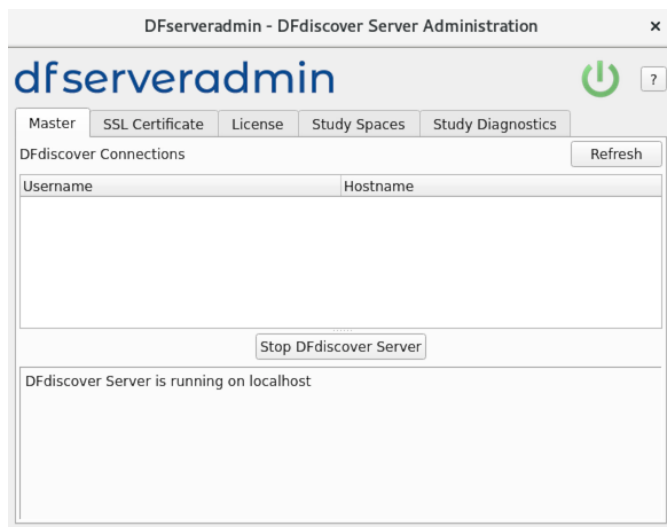 DFserveradmin - DFdiscover Server Administration ×
dfserveradmin ?
Master SSL Certificate License Study Spaces Study Diagnostics
DFdiscover Connections Refresh
Username Hostname
Stop DFdiscover Server
DFdiscover Server is running on localhost